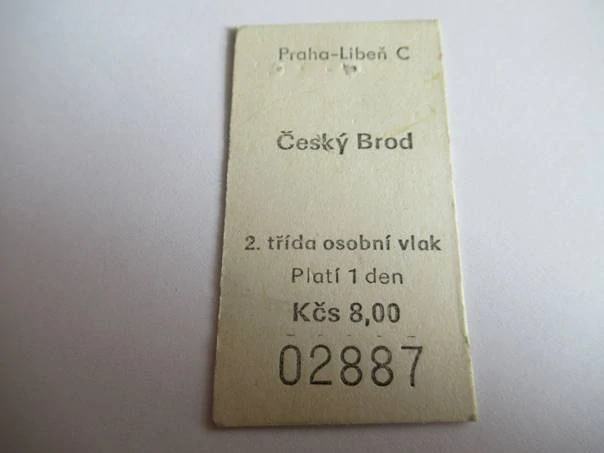 Praha-Libeň C
Český Brod
2. třída osobní vlak
Platí 1 den
Kčs 8,00
02887